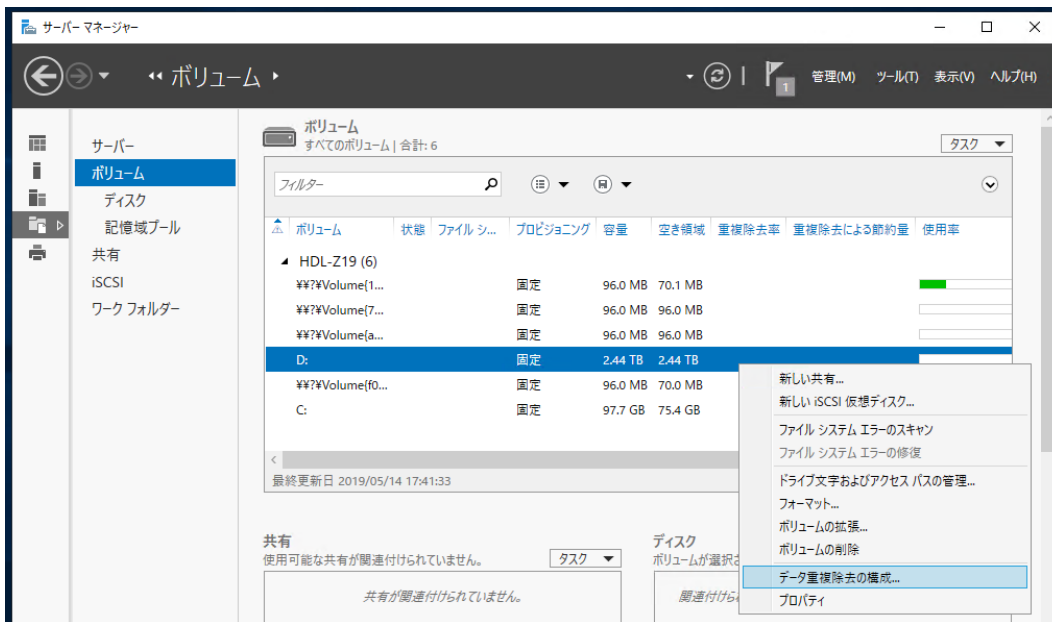 サーバー マネージャー
ボリューム
1 管理(M) ツール(T) 表示(V) ヘルプ(H)
サーバー
ボリューム
ディスク
記憶域プール
共有
iSCSI
ワーク フォルダー
ボリューム
すべてのボリューム | 合計: 6
タスク
フィルター
ボリューム 状態 ファイル シ... プロビジョニング 容量 空き領域 重複除去率 重複除去による節約量 使用率
HDL-Z19 (6)
¥¥?¥Volume{1... 固定 96.0 MB 70.1 MB
¥¥?¥Volume{7... 固定 96.0 MB 96.0 MB
¥¥?¥Volume{a... 固定 96.0 MB 96.0 MB
D: 固定 2.44 TB 2.44 TB
¥¥?¥Volume{f0... 固定 96.0 MB 70.0 MB
C: 固定 97.7 GB 75.4 GB
最終更新日 2019/05/14 17:41:33
新しい共有...
新しい iSCSI 仮想ディスク...
ファイル システム エラーのスキャン
ファイル システム エラーの修復
ドライブ文字およびアクセス パスの管理...
フォーマット...
ボリュームの拡張...
ボリュームの削除
データ重複除去の構成...
プロパティ
共有
使用可能な共有が関連付けられていません。
タスク
共有が関連付けられていません。
ディスク
ボリュームが選択
関連付け